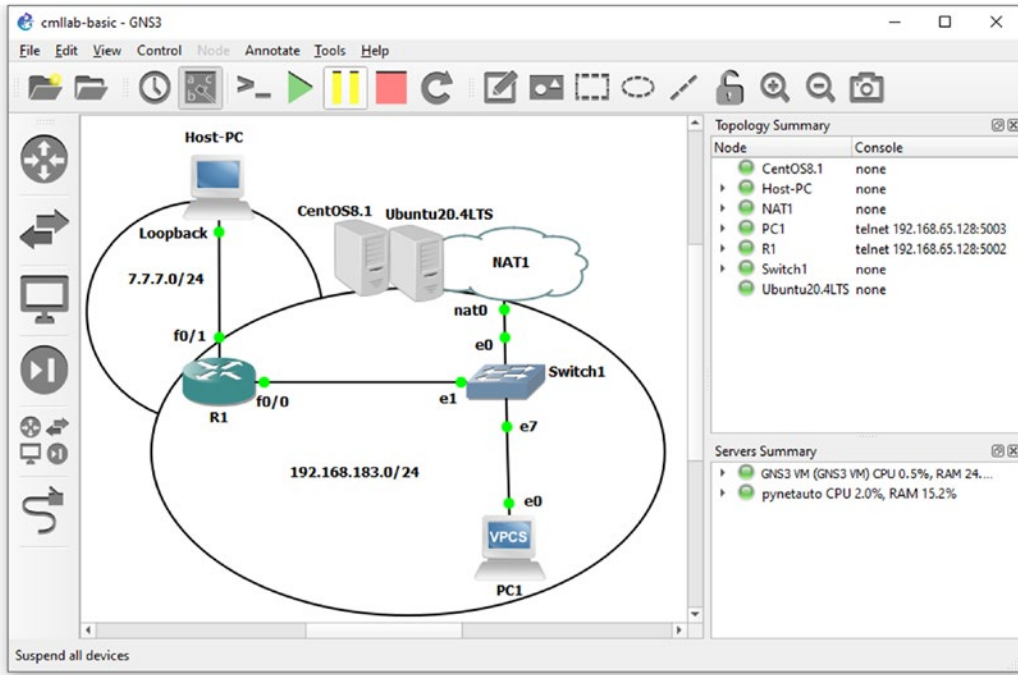 cmllab-basic - GNS3
File Edit View Control Node Annotate Tools Help
Host-PC
CentOS8.1
Ubuntu20.4LTS
Loopback
NAT1
7.7.7.0/24
nat0
f0/1
e0
Switch1
f0/0
e1
R1
e7
192.168.183.0/24
e0
VPCS
PC1
Topology Summary
Node Console
CentOS8.1 none
Host-PC none
NAT1 none
PC1 telnet 192.168.65.128:5003
R1 telnet 192.168.65.128:5002
Switch1 none
Ubuntu20.4LTS none
Servers Summary
GNS3 VM (GNS3 VM) CPU 0.5%, RAM 24....
pynetauto CPU 2.0%, RAM 15.2%
Suspend all devices